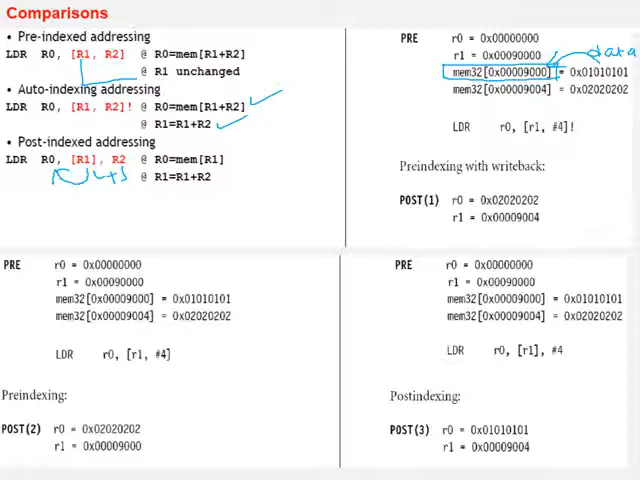 Comparisons
• Pre-indexed addressing
LDR R0, [R1, R2] @ R0=mem[R1+R2]
@ R1 unchanged
• Auto-indexing addressing
LDR R0, [R1, R2]! @ R0=mem[R1+R2]
@ R1=R1+R2
• Post-indexed addressing
LDR R0, [R1], R2 @ R0=mem[R1]
@ R1=R1+R2
PRE r0 = 0x00000000
r1 = 0x00090000
data
mem32[0x00009000] = 0x01010101
mem32[0x00009004] = 0x02020202
LDR r0, [r1, #4]!
Preindexing with writeback:
POST(1) r0 = 0x02020202
r1 = 0x00009004
PRE r0 = 0x00000000
r1 = 0x00090000
mem32[0x00009000] = 0x01010101
mem32[0x00009004] = 0x02020202
LDR r0, [r1, #4]
Preindexing:
POST(2) r0 = 0x02020202
r1 = 0x00009000
PRE r0 = 0x00000000
r1 = 0x00090000
mem32[0x00009000] = 0x01010101
mem32[0x00009004] = 0x02020202
LDR r0, [r1], #4
Postindexing:
POST(3) r0 = 0x01010101
r1 = 0x00009004